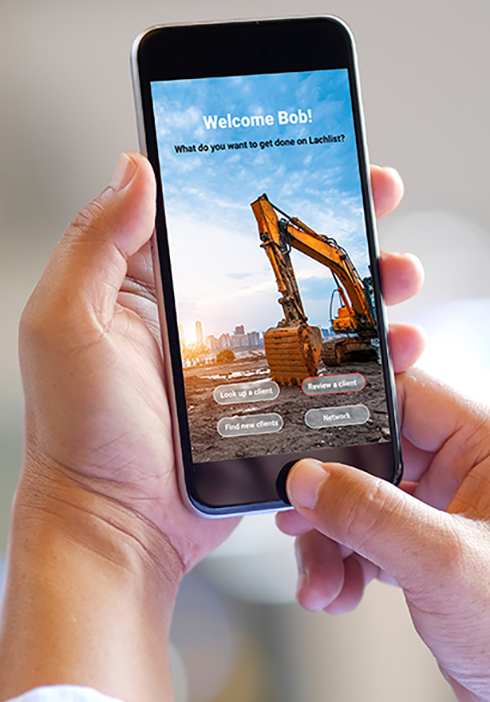 Welcome Bob!
What do you want to get done on Lachlist?
Look up a client
Review a client
Find new clients
Network